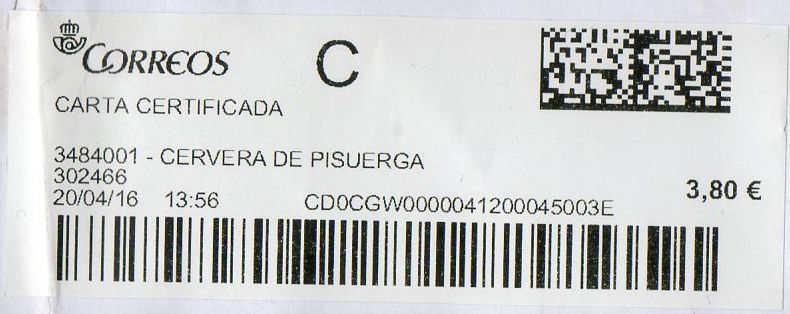 CORREOS
C
CARTA CERTIFICADA
3484001 - CERVERA DE PISUERGA
302466
20/04/16 13:56 CD0CGW0000041200045003E
3,80 €